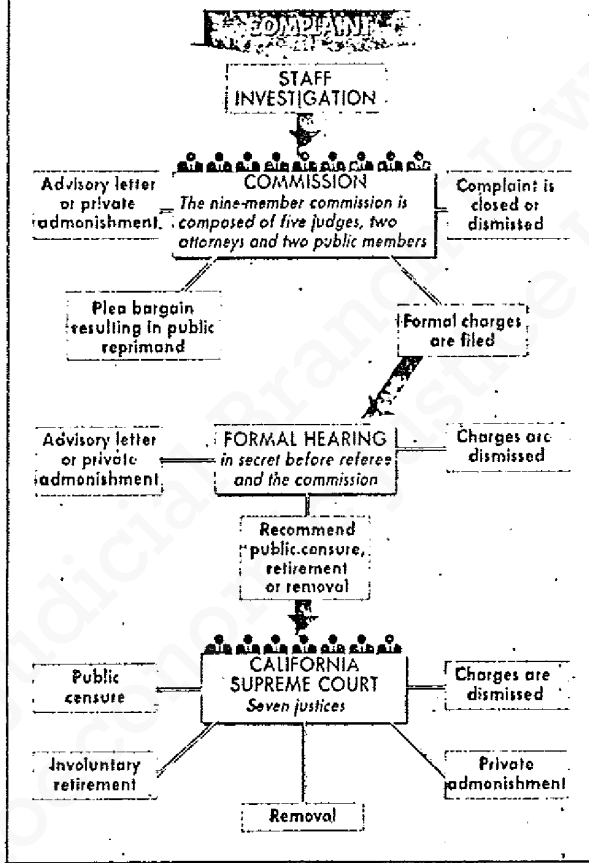 COMPLAINT
STAFF
INVESTIGATION
COMMISSION
The nine-member commission is
composed of five judges, two
attorneys and two public members
Advisory letter
or private
admonishment
Complaint is
closed or
dismissed
Plea bargain
resulting in public
reprimand
Formal charges
are filed
FORMAL HEARING
in secret before referee
and the commission
Advisory letter
or private
admonishment
Charges are
dismissed
Recommend
public censure,
retirement
or removal
CALIFORNIA
SUPREME COURT
Seven justices
Public
censure
Charges are
dismissed
Involuntary
retirement
Private
admonishment
Removal